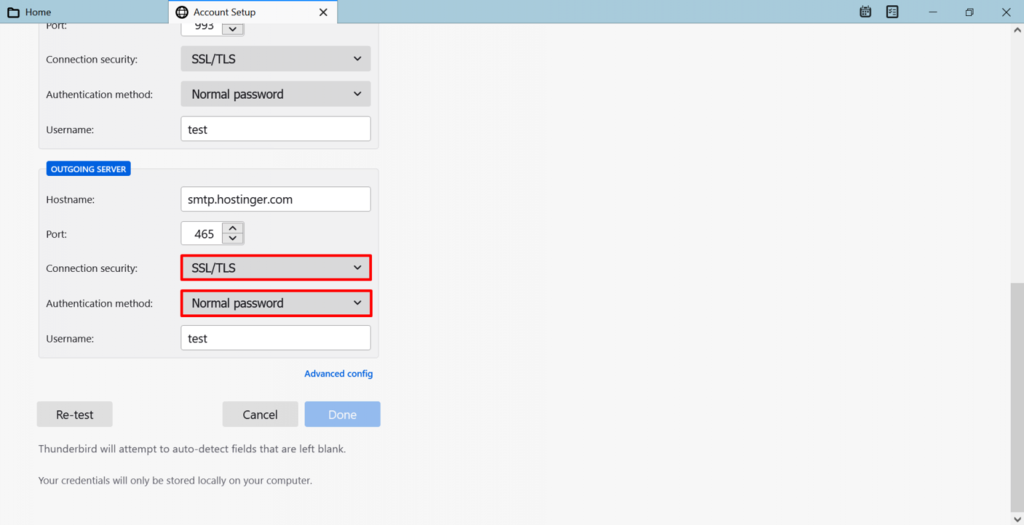 Home
Account Setup
Port: 993
Connection security: SSL/TLS
Authentication method: Normal password
Username: test
OUTGOING SERVER
Hostname: smtp.hostinger.com
Port: 465
Connection security: SSL/TLS
Authentication method: Normal password
Username: test
Advanced config
Re-test Cancel Done
Thunderbird will attempt to auto-detect fields that are left blank.
Your credentials will only be stored locally on your computer.